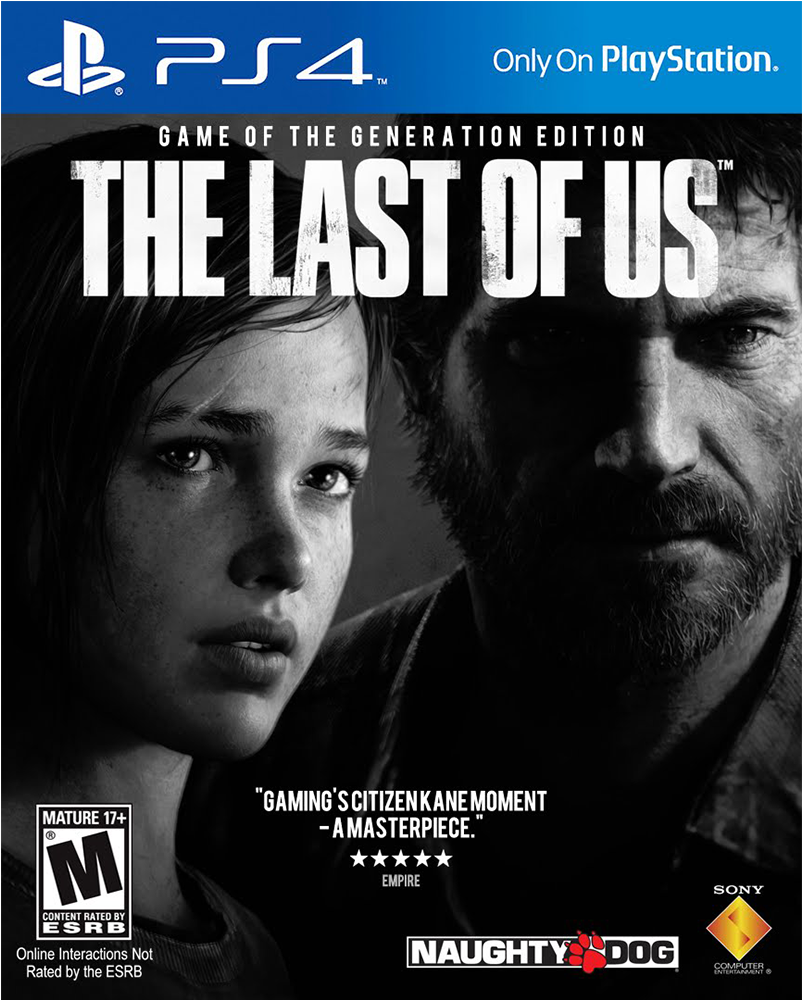 PS4™
Only On PlayStation®
GAME OF THE GENERATION EDITION
THE LAST OF US™
"GAMING'S CITIZEN KANE MOMENT
– A MASTERPIECE."
★★★★★
EMPIRE
MATURE 17+
M
®
CONTENT RATED BY
ESRB
Online Interactions Not
Rated by the ESRB
NAUGHTY DOG
SONY
COMPUTER
ENTERTAINMENT®